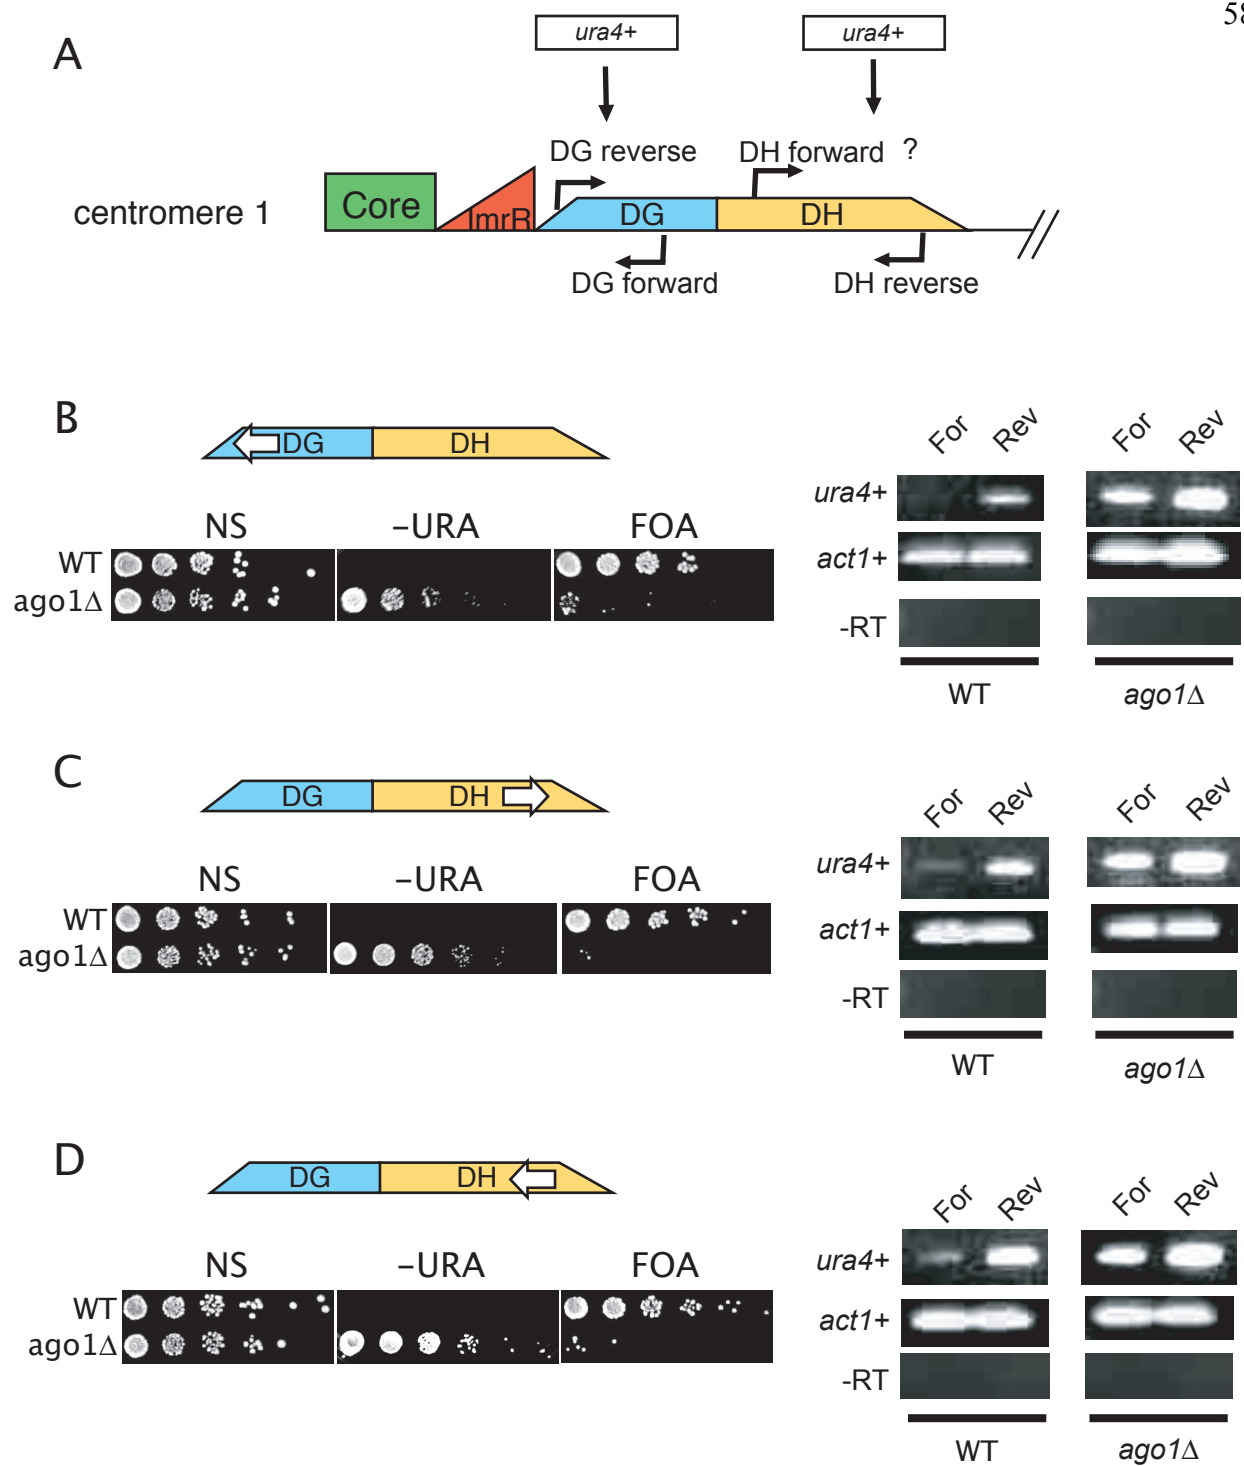 58
A
ura4+ ura4+
DG reverse DH forward ?
centromere 1 Core ImrR DG DH
DG forward DH reverse
B
DG DH
For Rev For Rev
ura4+
NS –URA FOA
WT
act1+
ago1Δ
-RT
WT ago1Δ
C
DG DH
For Rev For Rev
ura4+
NS –URA FOA
WT
act1+
ago1Δ
-RT
WT ago1Δ
D
DG DH
For Rev For Rev
NS –URA FOA
ura4+
WT
act1+
ago1Δ
-RT
WT ago1Δ